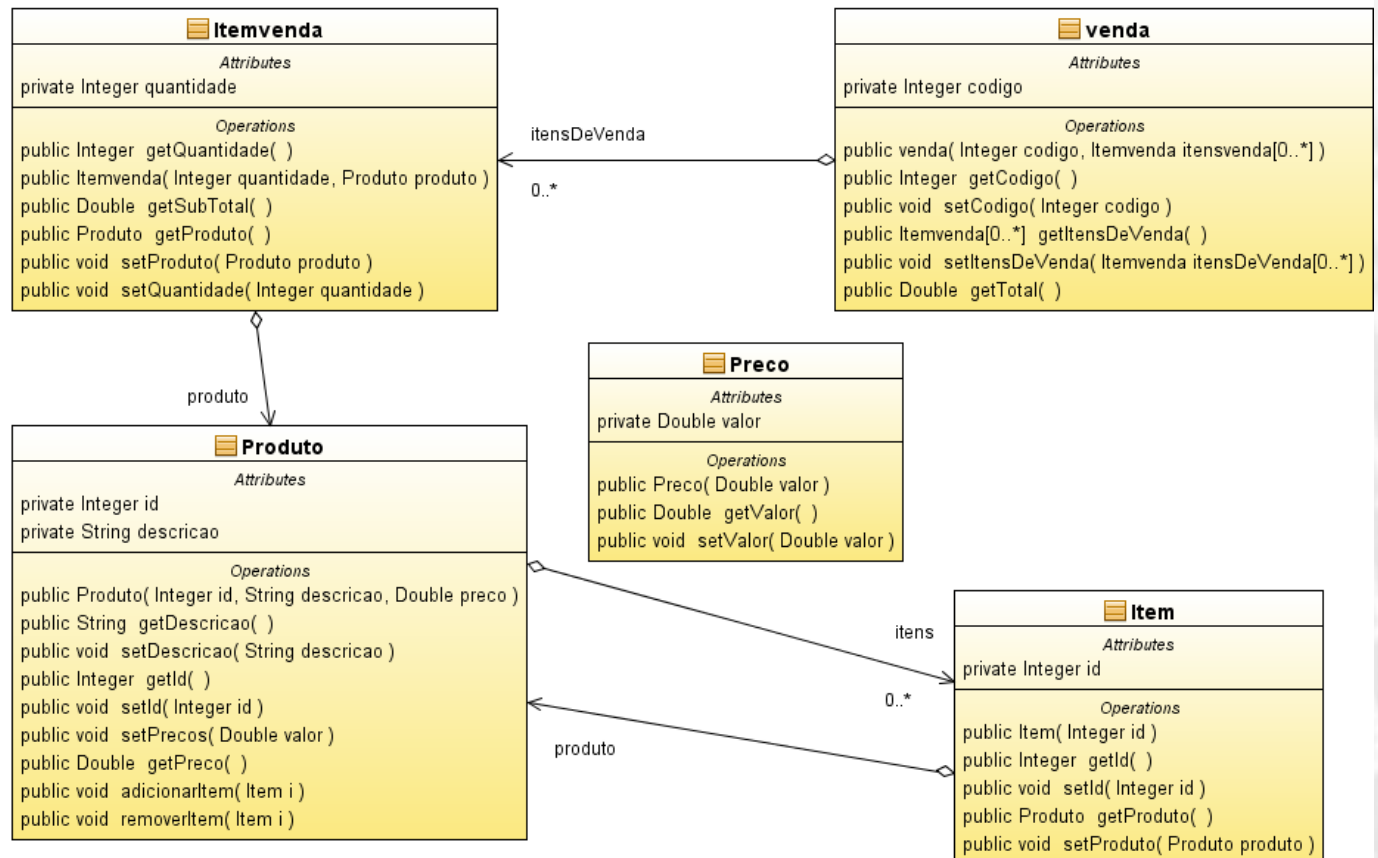 Itemvenda
Attributes
private Integer quantidade
Operations
public Integer getQuantidade( )
public Itemvenda( Integer quantidade, Produto produto )
public Double getSubTotal( )
public Produto getProduto( )
public void setProduto( Produto produto )
public void setQuantidade( Integer quantidade )
itensDeVenda
0..*
venda
Attributes
private Integer codigo
Operations
public venda( Integer codigo, Itemvenda itensvenda[0..*] )
public Integer getCodigo( )
public void setCodigo( Integer codigo )
public Itemvenda[0..*] getItensDeVenda( )
public void setItensDeVenda( Itemvenda itensDeVenda[0..*] )
public Double getTotal( )
produto
Preco
Attributes
private Double valor
Operations
public Preco( Double valor )
public Double getValor( )
public void setValor( Double valor )
Produto
Attributes
private Integer id
private String descricao
Operations
public Produto( Integer id, String descricao, Double preco )
public String getDescricao( )
public void setDescricao( String descricao )
public Integer getId( )
public void setId( Integer id )
public void setPrecos( Double valor )
public Double getPreco( )
public void adicionarItem( Item i )
public void removerItem( Item i )
itens
0..*
produto
Item
Attributes
private Integer id
Operations
public Item( Integer id )
public Integer getId( )
public void setId( Integer id )
public Produto getProduto( )
public void setProduto( Produto produto )